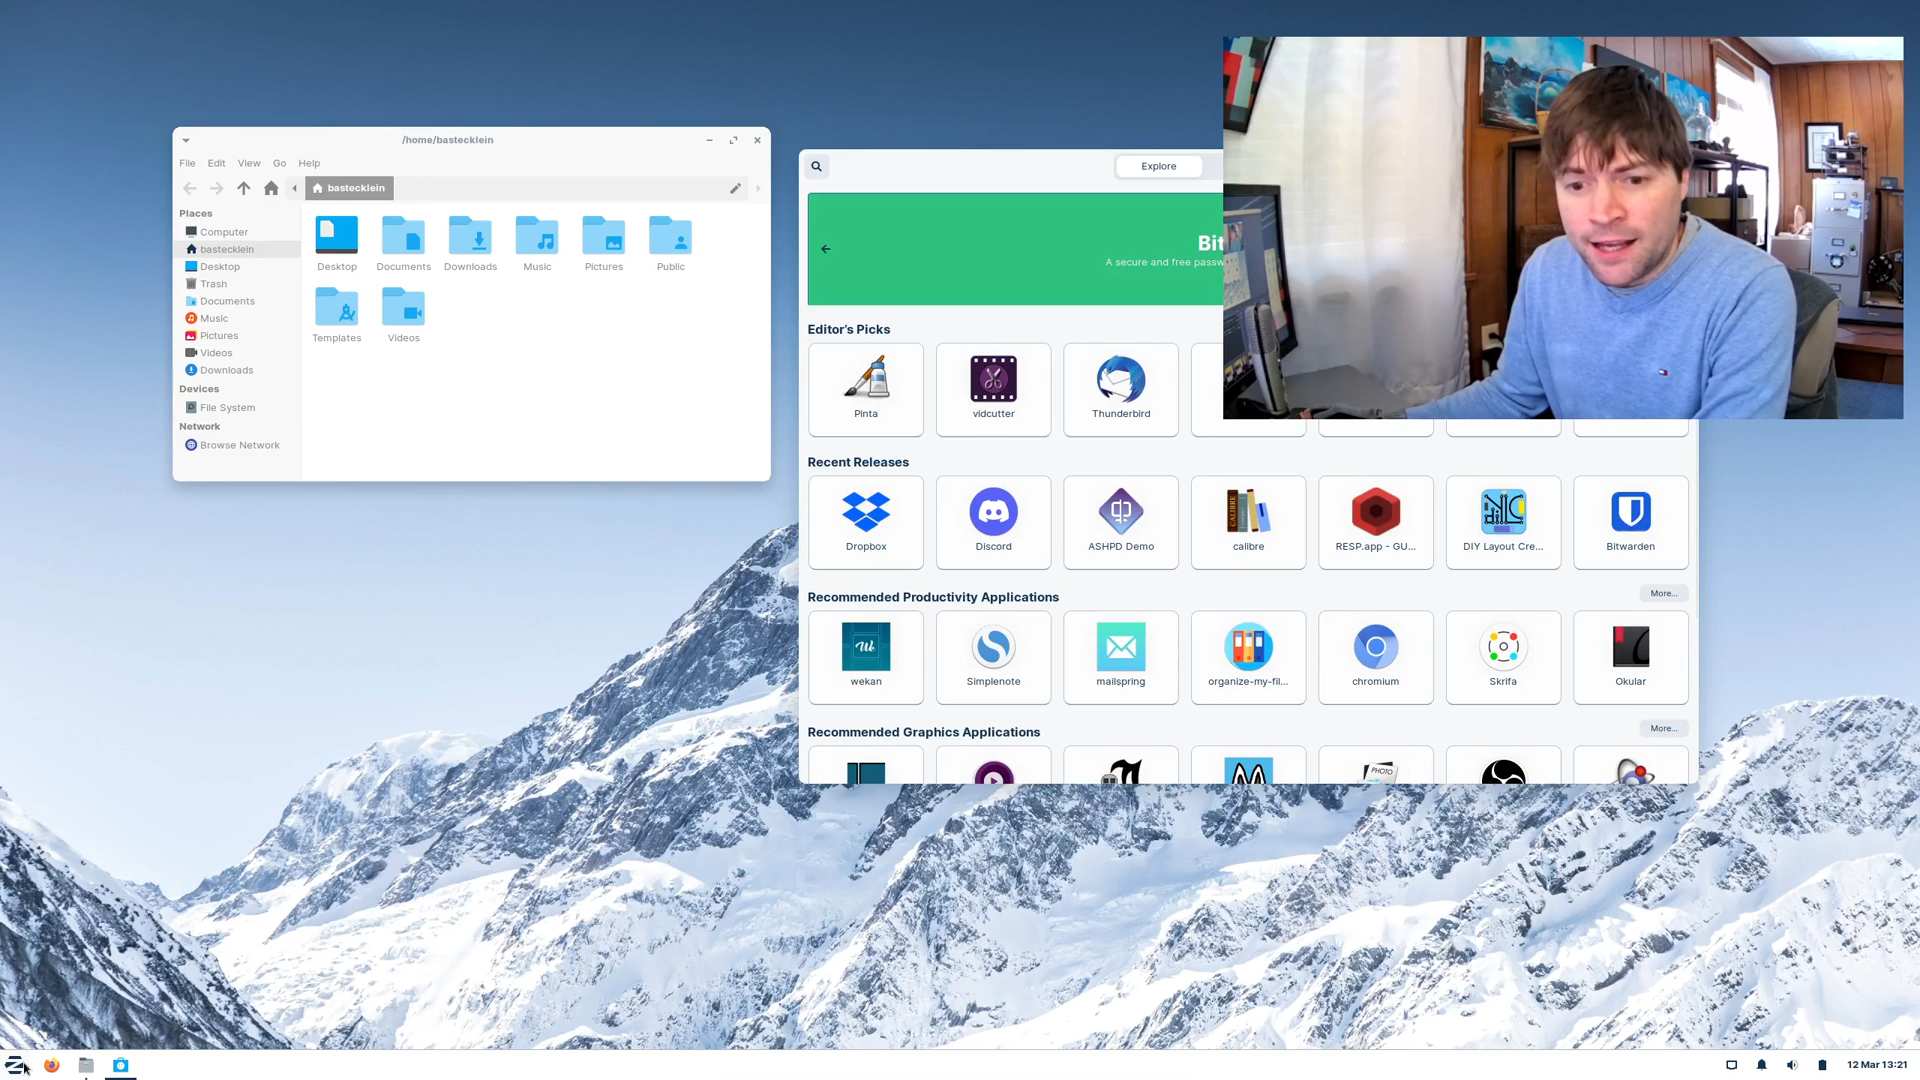 /home/bastecklein
File Edit View Go Help
bastecklein
Places
Computer
bastecklein
Desktop
Trash
Documents
Music
Pictures
Videos
Downloads
Devices
File System
Network
Browse Network
Desktop Documents Downloads Music Pictures Public
Templates Videos
Explore
Bit
A secure and free passw
Editor's Picks
Pinta vidcutter Thunderbird
Recent Releases
CALIBRE
Dropbox Discord ASHPD Demo calibre RESP.app - GU... DIY Layout Cre... Bitwarden
Recommended Productivity Applications More...
wekan Simplenote mailspring organize-my-fil... chromium Skrifa Okular
Recommended Graphics Applications More...
PHOTO
12 Mar 13:21